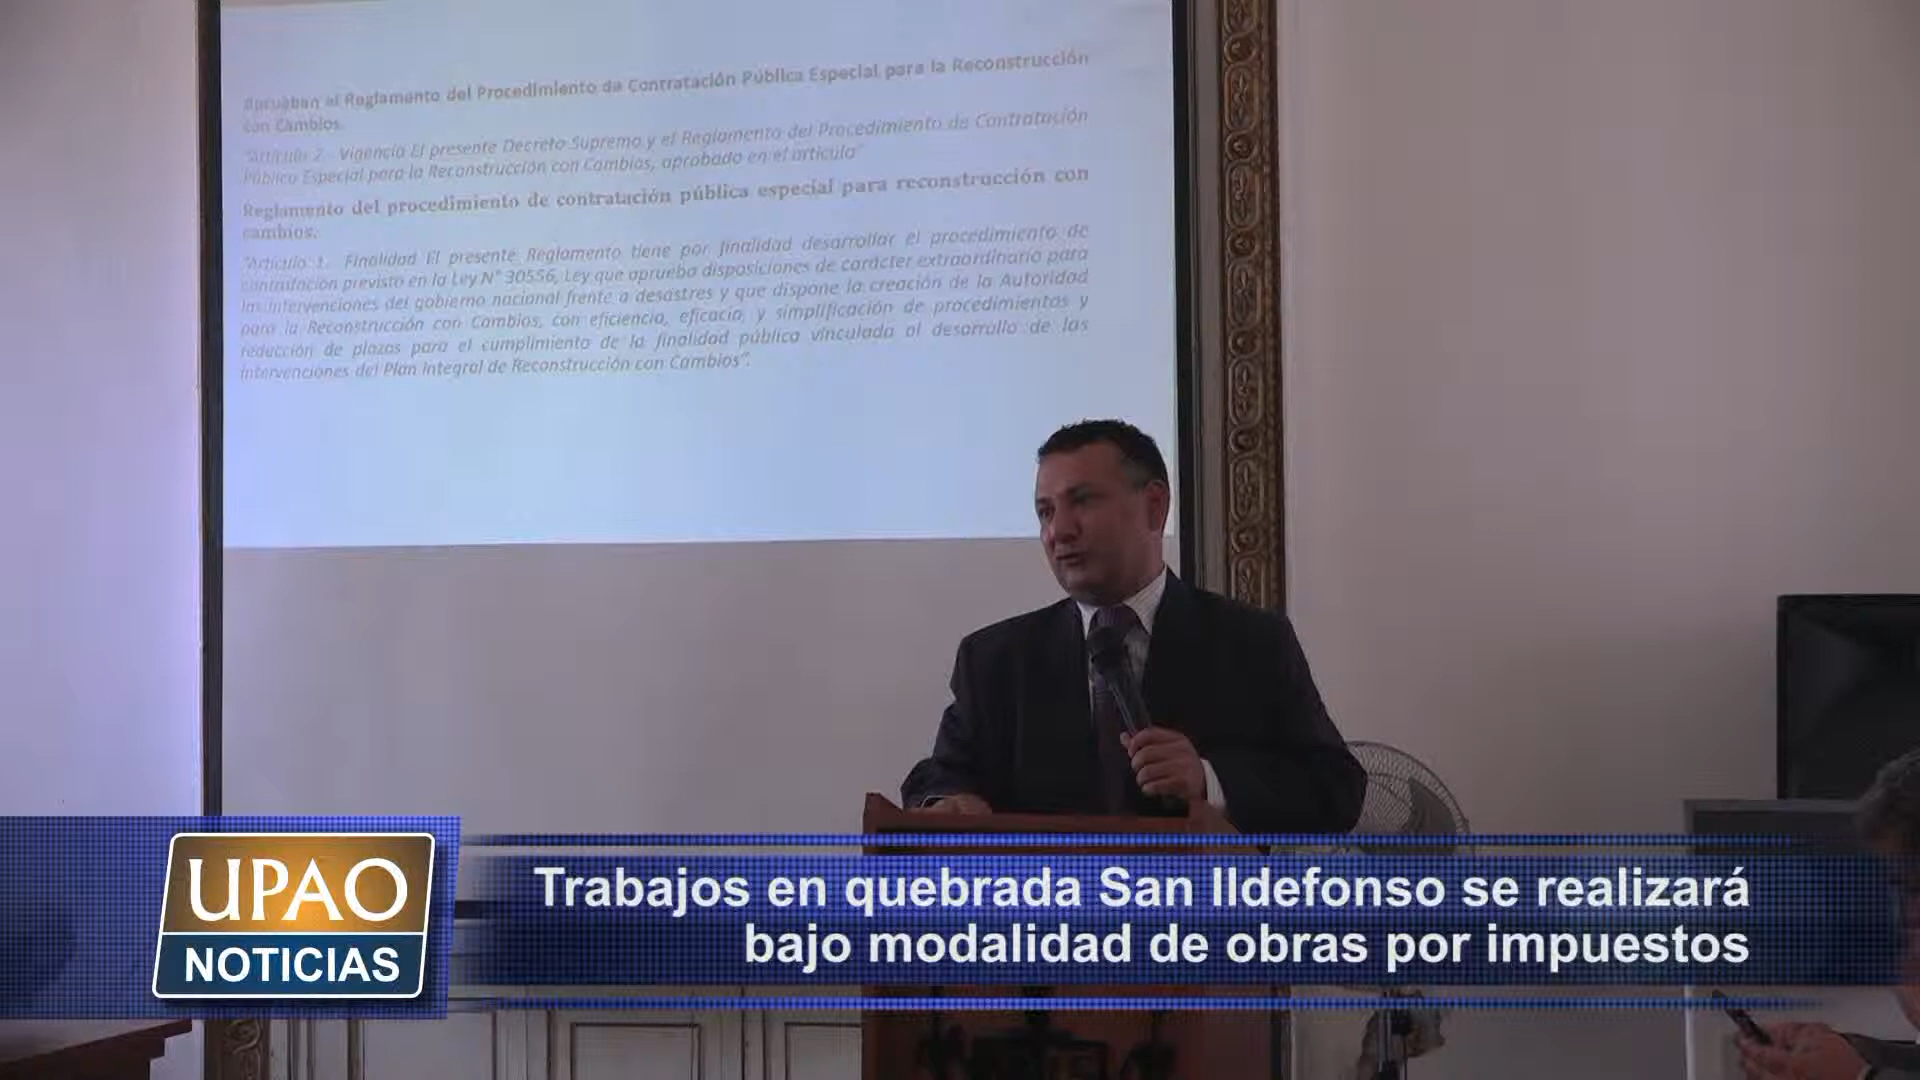 Aprueban el Reglamento del Procedimiento de Contratación Pública Especial para la Reconstrucción
con Cambios.
"Artículo 2.- Vigencia El presente Decreto Supremo y el Reglamento del Procedimiento de Contratación
Pública Especial para la Reconstrucción con Cambios, aprobado en el artículo"
Reglamento del procedimiento de contratación pública especial para reconstrucción con
cambios.
"Artículo 1.- Finalidad El presente Reglamento tiene por finalidad desarrollar el procedimiento de
contratación previsto en la Ley N° 30556, Ley que aprueba disposiciones de carácter extraordinario para
las intervenciones del gobierno nacional frente a desastres y que dispone la creación de la Autoridad
para la Reconstrucción con Cambios, con eficiencia, eficacia, y simplificación de procedimientos y
reducción de plazos para el cumplimiento de la finalidad pública vinculada al desarrollo de las
intervenciones del Plan Integral de Reconstrucción con Cambios".
UPAO
NOTICIAS
Trabajos en quebrada San Ildefonso se realizará
bajo modalidad de obras por impuestos